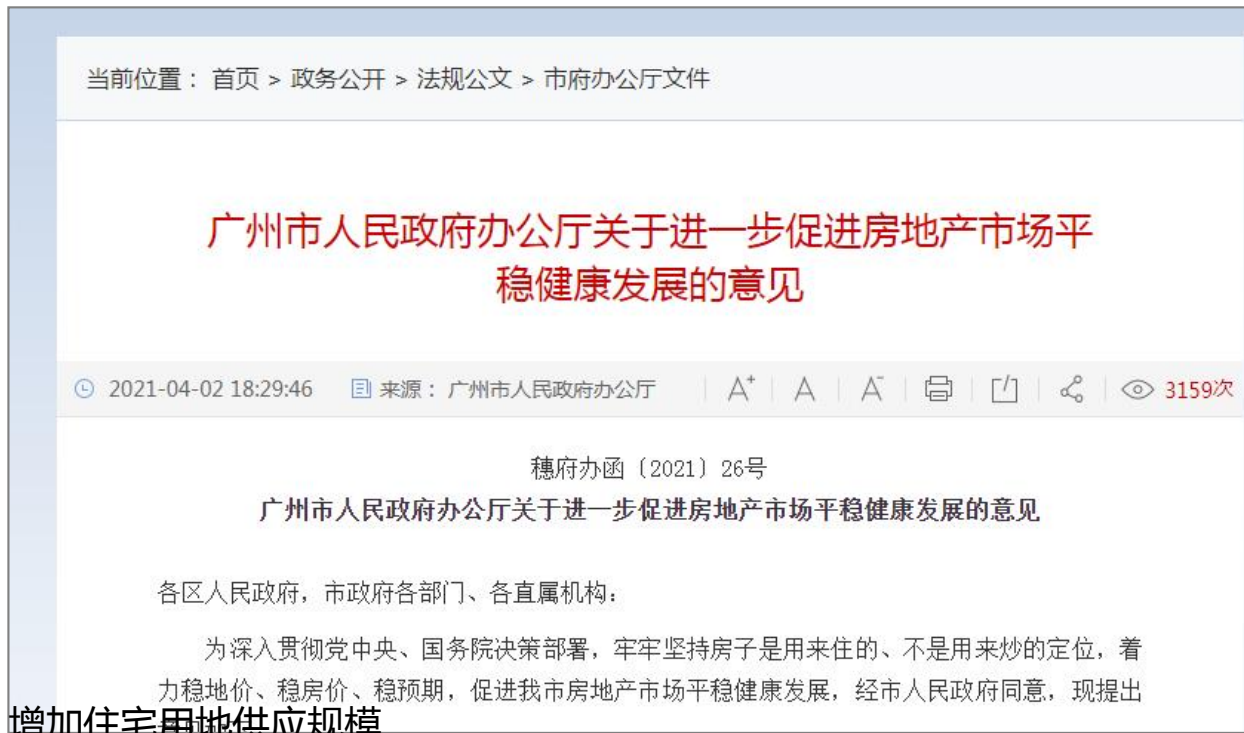 当前位置： 首页 > 政务公开 > 法规公文 > 市府办公厅文件
广州市人民政府办公厅关于进一步促进房地产市场平
稳健康发展的意见
2021-04-02 18:29:46 来源： 广州市人民政府办公厅 A+ A A- 3159次
穗府办函〔2021〕26号
广州市人民政府办公厅关于进一步促进房地产市场平稳健康发展的意见
各区人民政府，市政府各部门、各直属机构：
为深入贯彻党中央、国务院决策部署，牢牢坚持房子是用来住的、不是用来炒的定位，着
力稳地价、稳房价、稳预期，促进我市房地产市场平稳健康发展，经市人民政府同意，现提出
增加住宅用地供应规模